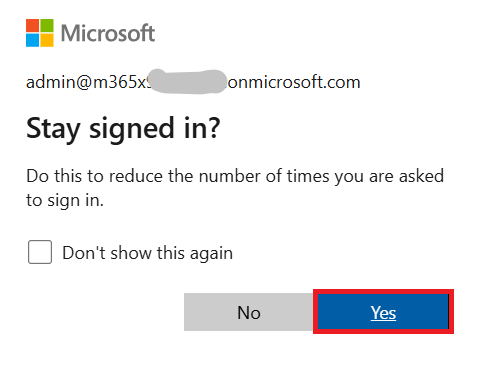 Microsoft
admin@m365x onmicrosoft.com
Stay signed in?
Do this to reduce the number of times you are asked
to sign in.
Don't show this again
No
Yes